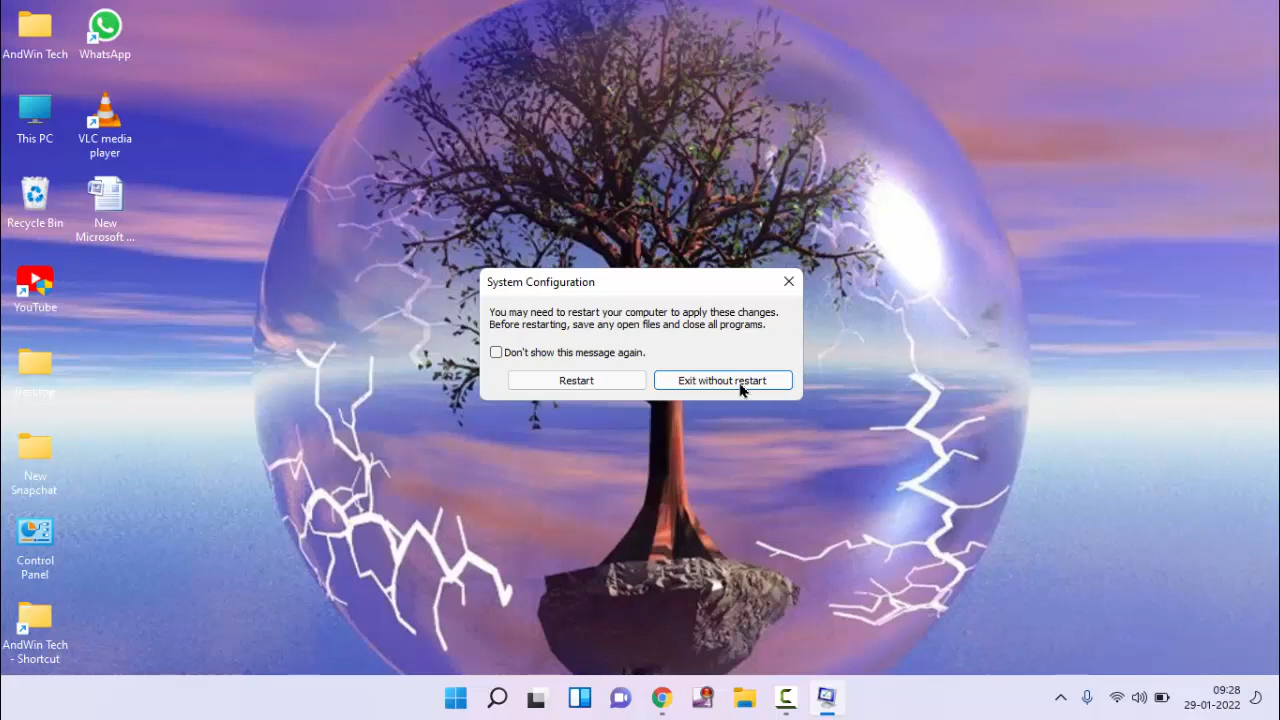 AndWin Tech
WhatsApp
This PC
VLC media
player
Recycle Bin
New
Microsoft ...
YouTube
New
Snapchat
Control
Panel
AndWin Tech
- Shortcut
System Configuration
You may need to restart your computer to apply these changes.
Before restarting, save any open files and close all programs.
Don't show this message again.
Restart
Exit without restart
29-01-2022